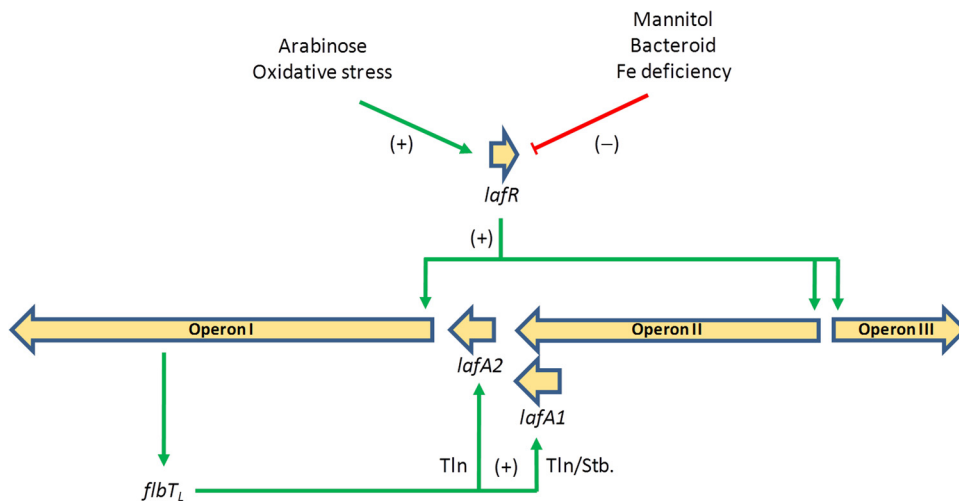 Arabinose
Oxidative stress
Mannitol
Bacteroid
Fe deficiency
(+)
(−)
lafR
(+)
Operon I
Operon II
Operon III
lafA2
lafA1
Tln
(+)
Tln/Stb.
flbTL